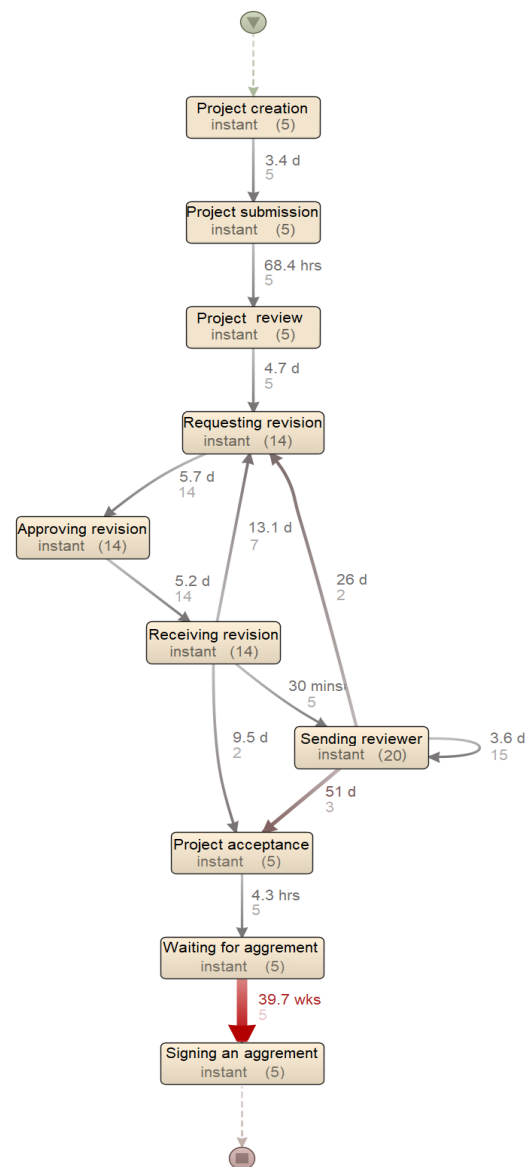 Project creation
instant (5)
3.4 d
5
Project submission
instant (5)
68.4 hrs
5
Project review
instant (5)
4.7 d
5
Requesting revision
instant (14)
5.7 d
14
13.1 d
7
26 d
2
Approving revision
instant (14)
5.2 d
14
Receiving revision
instant (14)
30 mins
5
9.5 d
2
Sending reviewer
instant (20)
3.6 d
15
51 d
3
Project acceptance
instant (5)
4.3 hrs
5
Waiting for aggrement
instant (5)
39.7 wks
5
Signing an aggrement
instant (5)